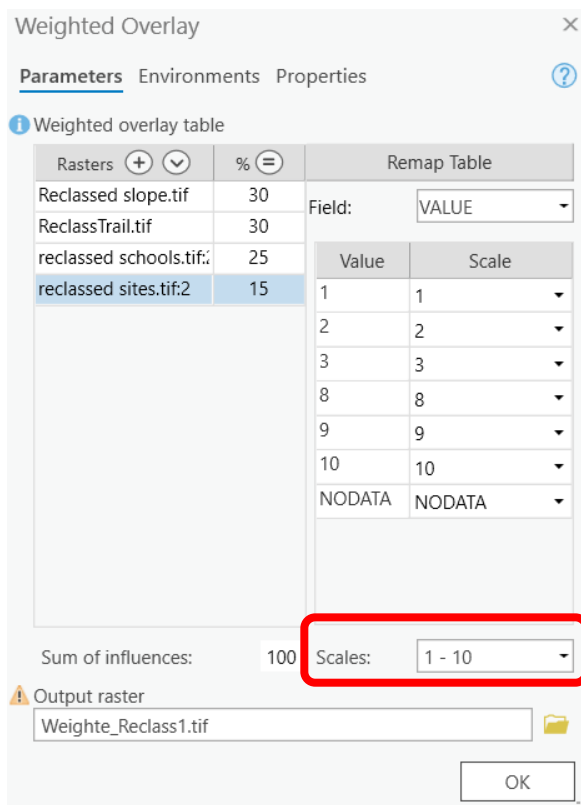 Weighted Overlay
Parameters Environments Properties
Weighted overlay table
Rasters % Remap Table
Reclassed slope.tif 30
ReclassTrail.tif 30
reclassed schools.tif: 25
reclassed sites.tif:2 15
Field: VALUE
Value Scale
1 1
2 2
3 3
8 8
9 9
10 10
NODATA NODATA
Sum of influences: 100 Scales: 1 - 10
Output raster
Weighte_Reclass1.tif
OK